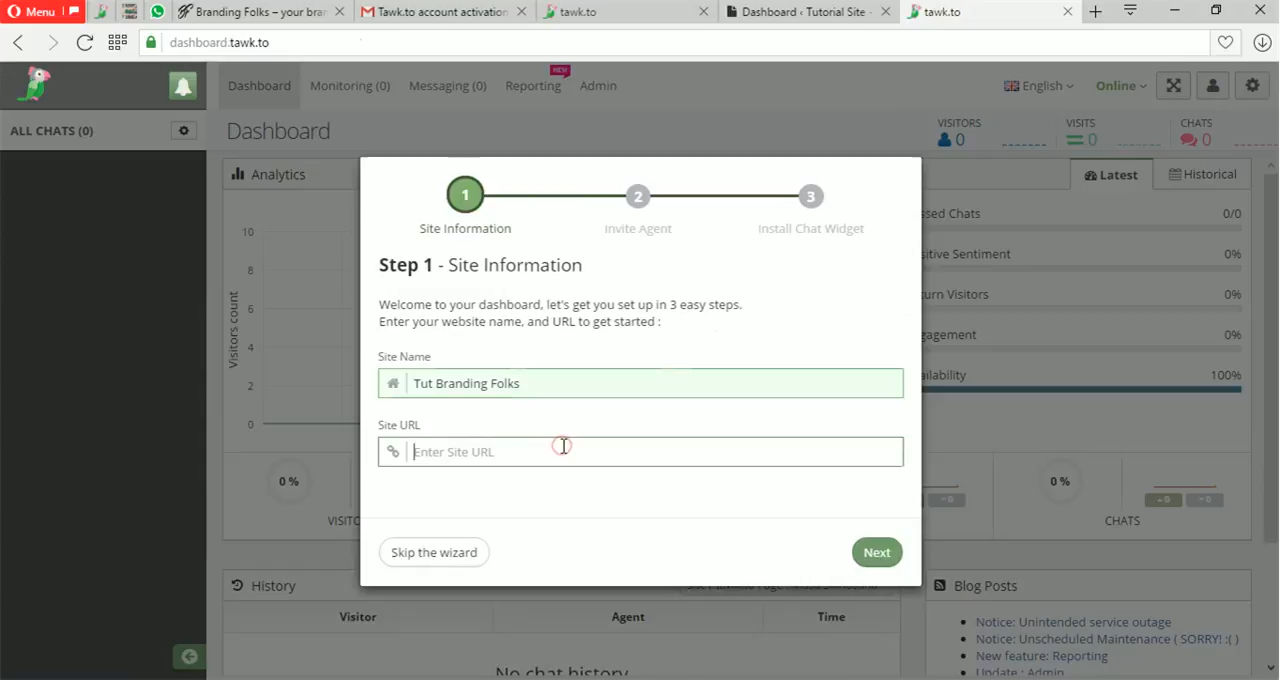 Menu
Branding Folks – your bran
Tawk.to account activation
tawk.to
Dashboard ‹ Tutorial Site -
tawk.to
dashboard.tawk.to
Dashboard
Monitoring (0)
Messaging (0)
NEW
Reporting
Admin
English
Online
ALL CHATS (0)
Dashboard
VISITORS
0
VISITS
0
CHATS
0
Analytics
Latest
Historical
Visitors count
10
8
6
4
2
0
1
2
3
Site Information
Invite Agent
Install Chat Widget
Step 1 - Site Information
Welcome to your dashboard, let's get you set up in 3 easy steps.
Enter your website name, and URL to get started :
Site Name
Tut Branding Folks
Site URL
Enter Site URL
Skip the wizard
Next
ssed Chats 0/0
sitive Sentiment 0%
turn Visitors 0%
gagement 0%
ailability 100%
0 %
VISITO
0 %
CHATS
History
Visitor
Agent
Time
No chat history
Blog Posts
Notice: Unintended service outage
Notice: Unscheduled Maintenance ( SORRY! :( )
New feature: Reporting
Update : Admin